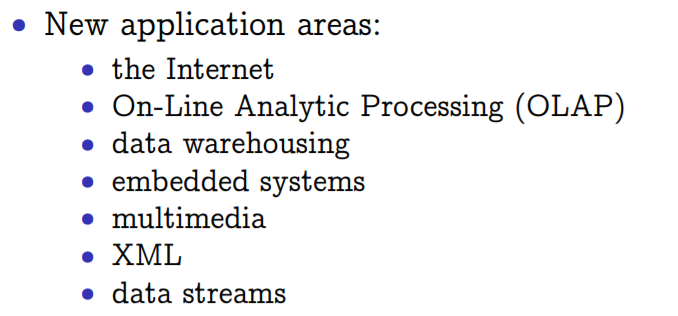 • New application areas:
• the Internet
• On-Line Analytic Processing (OLAP)
• data warehousing
• embedded systems
• multimedia
• XML
• data streams